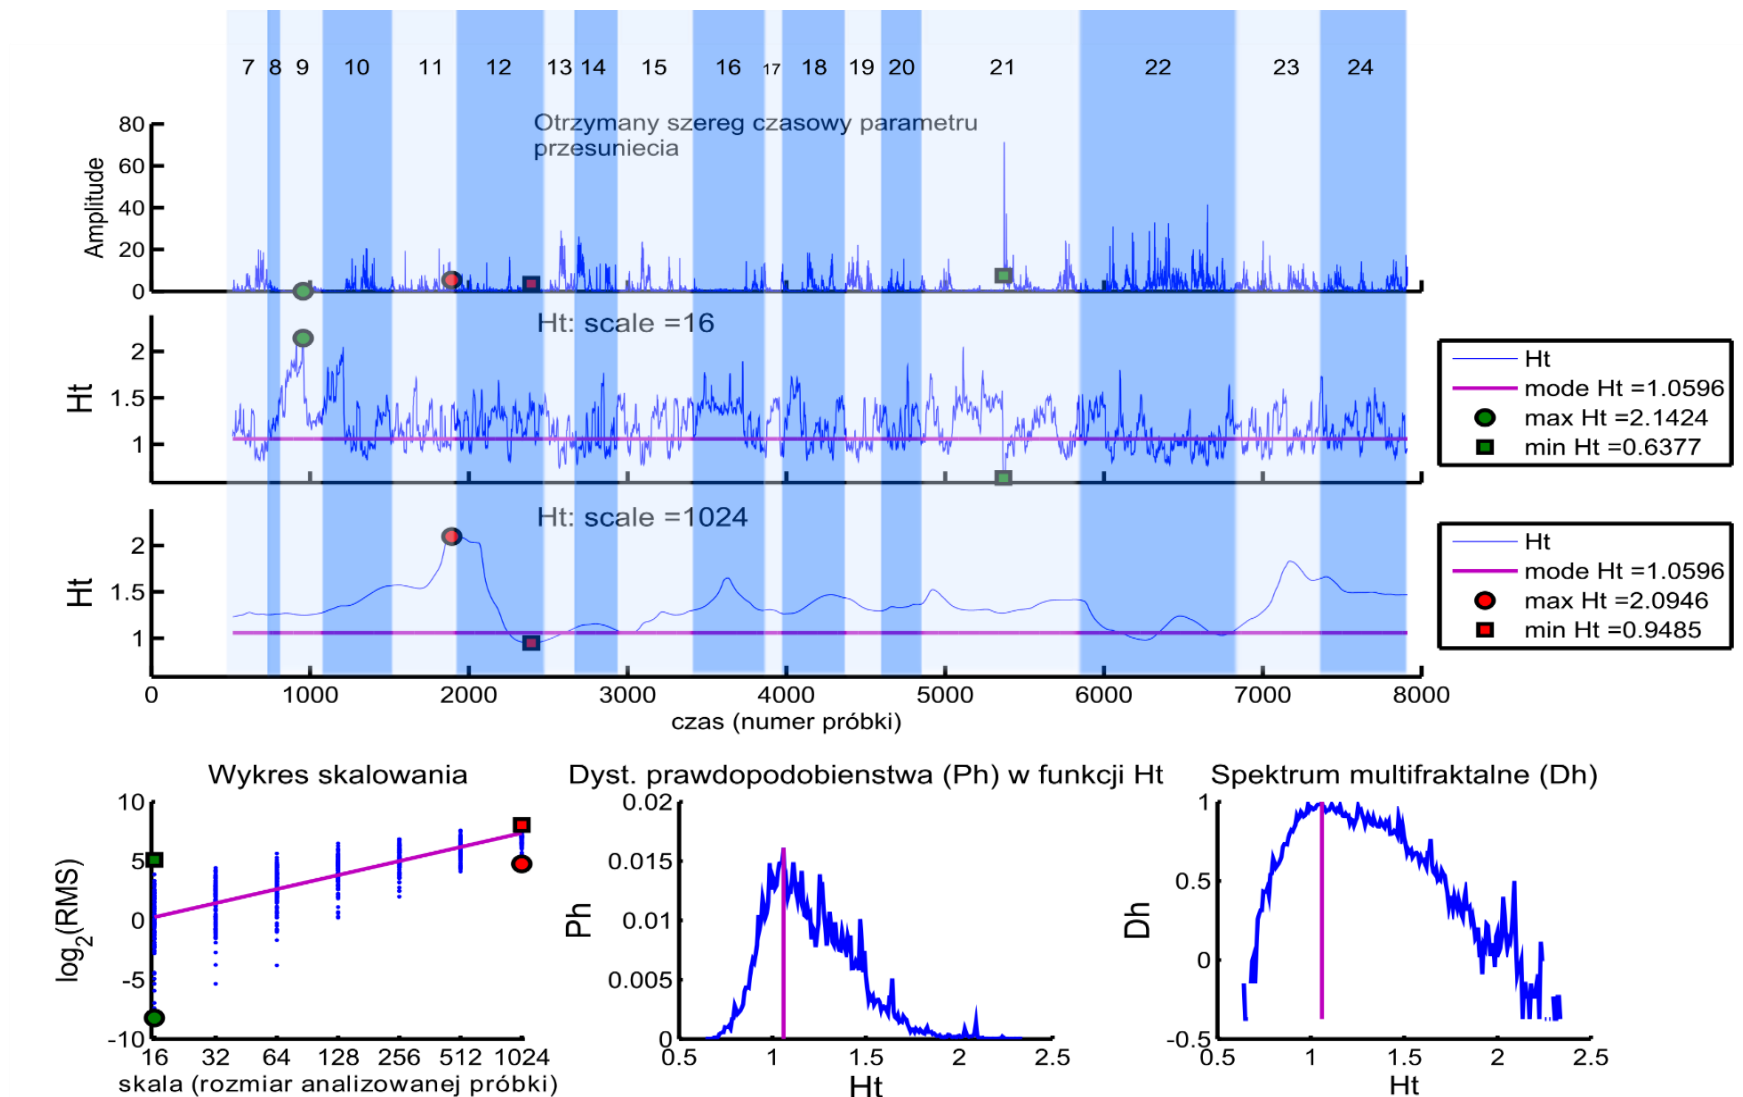 7 8 9 10 11 12 13 14 15 16 17 18 19 20 21 22 23 24
Otrzymany szereg czasowy parametru
przesuniecia
Amplitude
80
60
40
20
0
Ht: scale =16
Ht
2
1.5
1
Ht
mode Ht =1.0596
max Ht =2.1424
min Ht =0.6377
Ht: scale =1024
Ht
2
1.5
1
Ht
mode Ht =1.0596
max Ht =2.0946
min Ht =0.9485
0 1000 2000 3000 4000 5000 6000 7000 8000
czas (numer próbki)
Wykres skalowania
log2(RMS)
10
5
0
-5
-10
16 32 64 128 256 512 1024
skala (rozmiar analizowanej próbki)
Dyst. prawdopodobienstwa (Ph) w funkcji Ht
Ph
0.02
0.015
0.01
0.005
0
0.5 1 1.5 2 2.5
Ht
Spektrum multifraktalne (Dh)
Dh
1
0.5
0
-0.5
0.5 1 1.5 2 2.5
Ht